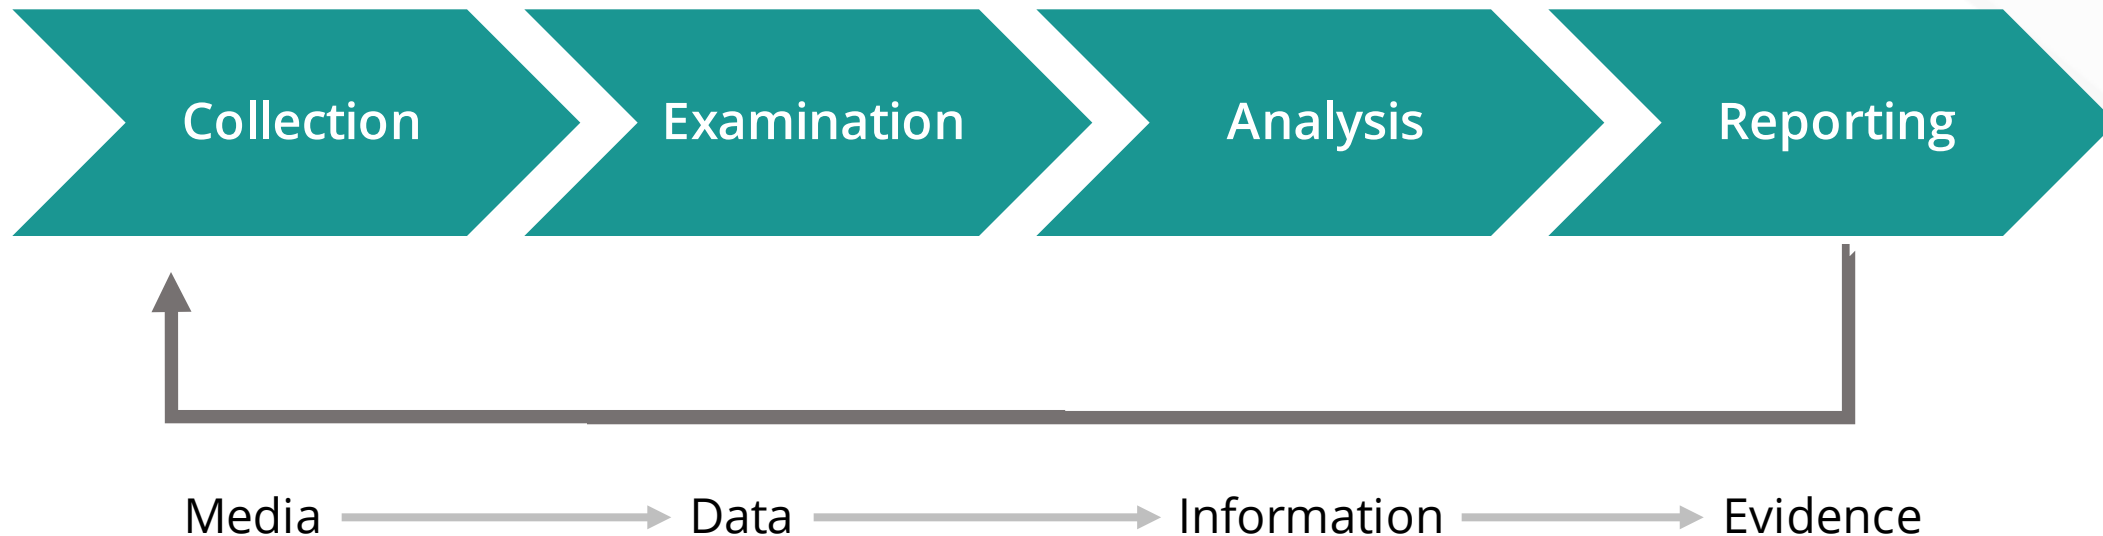 Collection Examination Analysis Reporting
Media Data Information Evidence